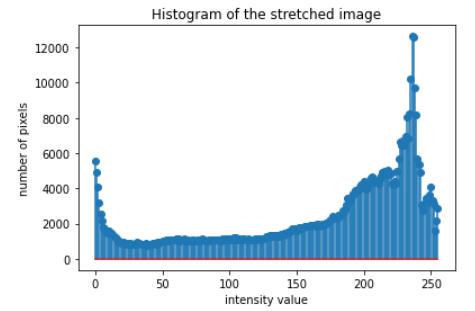 Histogram of the stretched image
number of pixels
12000
10000
8000
6000
4000
2000
0
0 50 100 150 200 250
intensity value